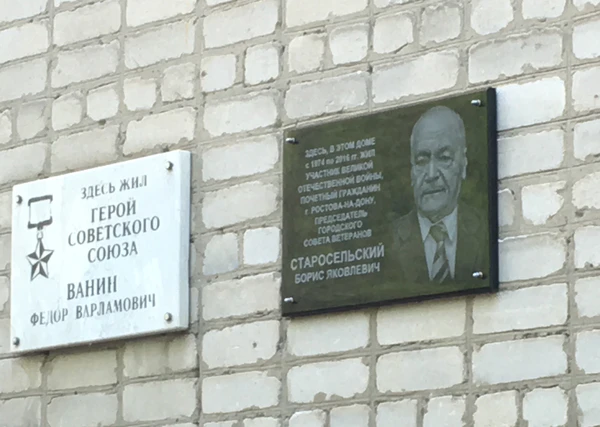 ЗДЕСЬ ЖИЛ
ГЕРОЙ
СОВЕТСКОГО
СОЮЗА
ВАНИН
ФЕДОР ВАРЛАМОВИЧ
ЗДЕСЬ, В ЭТОМ ДОМЕ
с 1974 по 2016 гг. ЖИЛ
УЧАСТНИК ВЕЛИКОЙ
ОТЕЧЕСТВЕННОЙ ВОЙНЫ,
ПОЧЕТНЫЙ ГРАЖДАНИН
г. РОСТОВА-НА-ДОНУ,
ПРЕДСЕДАТЕЛЬ
ГОРОДСКОГО
СОВЕТА ВЕТЕРАНОВ
СТАРОСЕЛЬСКИЙ
БОРИС ЯКОВЛЕВИЧ